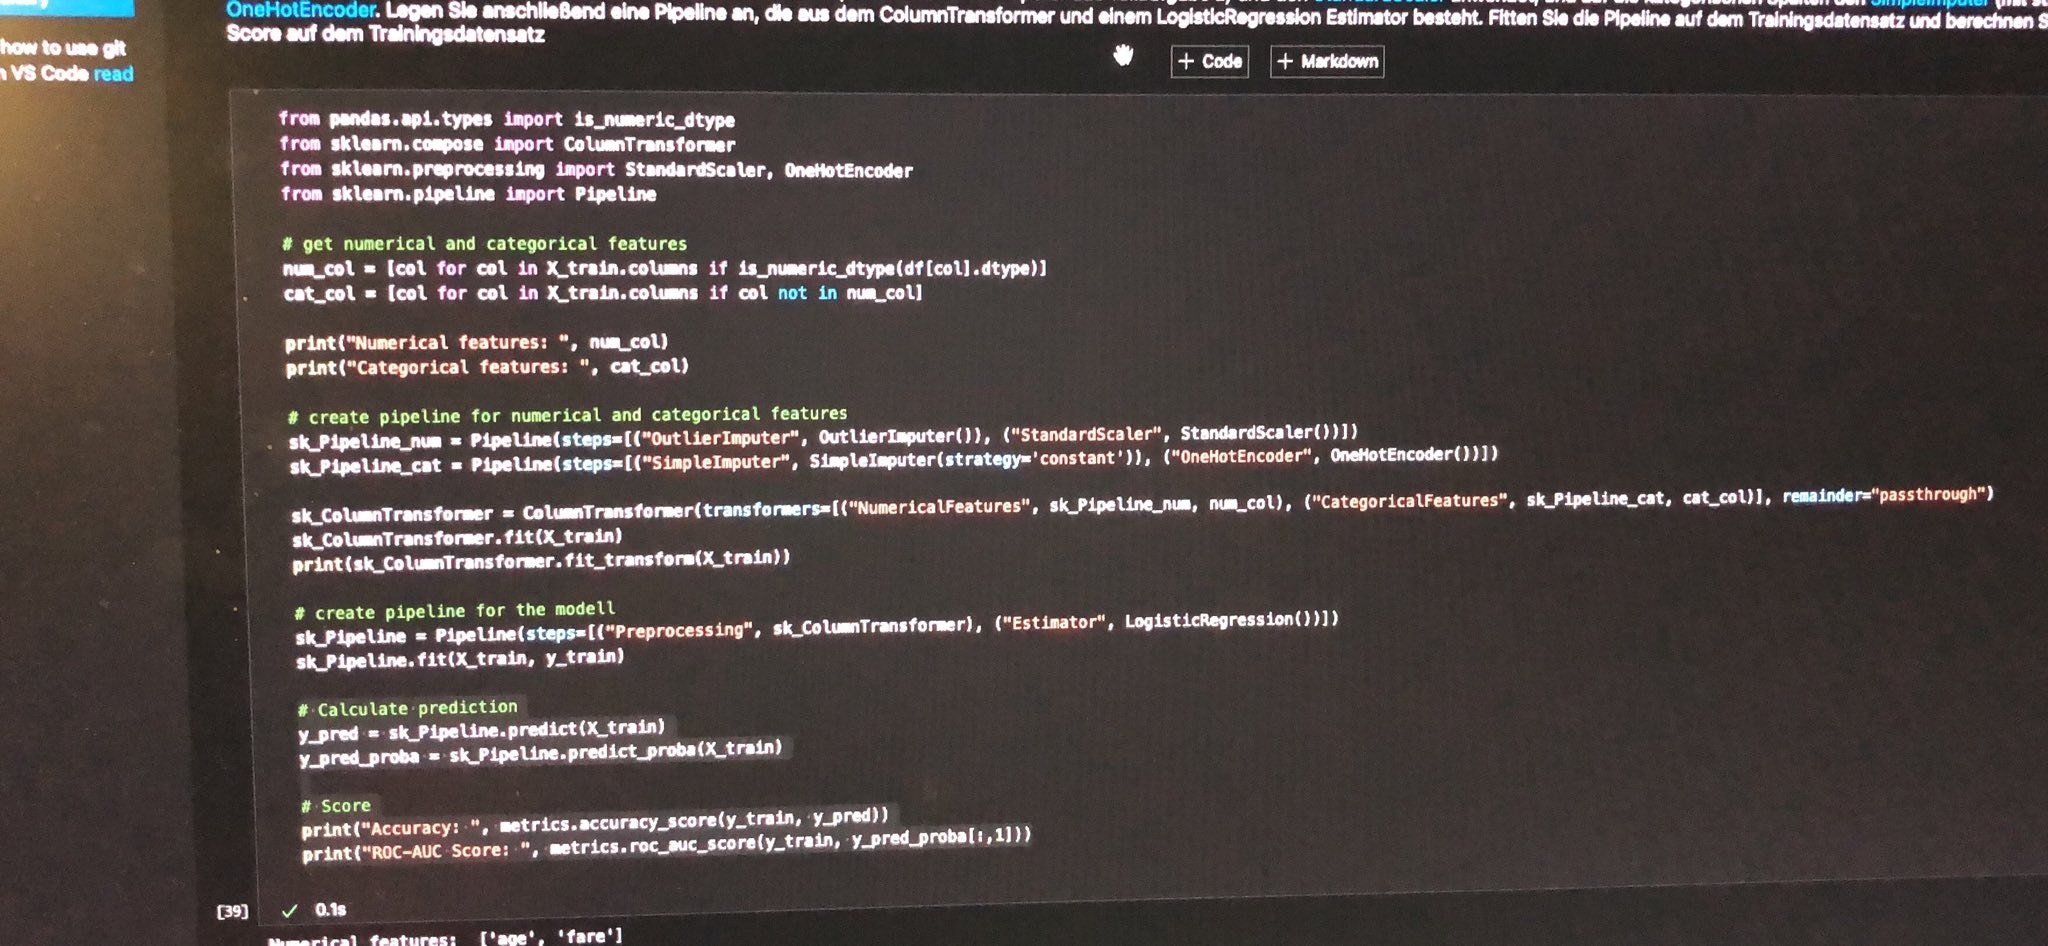 OneHotEncoder. Legen Sie anschließend eine Pipeline an, die aus dem ColumnTransformer und einem LogisticRegression Estimator besteht. Fitten Sie die Pipeline auf dem Trainingsdatensatz und berechnen S
Score auf dem Trainingsdatensatz
how to use git
VS Code read
+ Code + Markdown
from pandas.api.types import is_numeric_dtype
from sklearn.compose import ColumnTransformer
from sklearn.preprocessing import StandardScaler, OneHotEncoder
from sklearn.pipeline import Pipeline
# get numerical and categorical features
num_col = [col for col in X_train.columns if is_numeric_dtype(df[col].dtype)]
cat_col = [col for col in X_train.columns if col not in num_col]
print("Numerical features: ", num_col)
print("Categorical features: ", cat_col)
# create pipeline for numerical and categorical features
sk_Pipeline_num = Pipeline(steps=[("OutlierImputer", OutlierImputer()), ("StandardScaler", StandardScaler())])
sk_Pipeline_cat = Pipeline(steps=[("SimpleImputer", SimpleImputer(strategy='constant')), ("OneHotEncoder", OneHotEncoder())])
sk_ColumnTransformer = ColumnTransformer(transformers=[("NumericalFeatures", sk_Pipeline_num, num_col), ("CategoricalFeatures", sk_Pipeline_cat, cat_col)], remainder="passthrough")
sk_ColumnTransformer.fit(X_train)
print(sk_ColumnTransformer.fit_transform(X_train))
# create pipeline for the modell
sk_Pipeline = Pipeline(steps=[("Preprocessing", sk_ColumnTransformer), ("Estimator", LogisticRegression())])
sk_Pipeline.fit(X_train, y_train)
# Calculate prediction
y_pred = sk_Pipeline.predict(X_train)
y_pred_proba = sk_Pipeline.predict_proba(X_train)
# Score
print("Accuracy: ", metrics.accuracy_score(y_train, y_pred))
print("ROC-AUC Score: ", metrics.roc_auc_score(y_train, y_pred_proba[:,1]))
[39] ✓ 0.1s
Numerical features: ['age', 'fare']